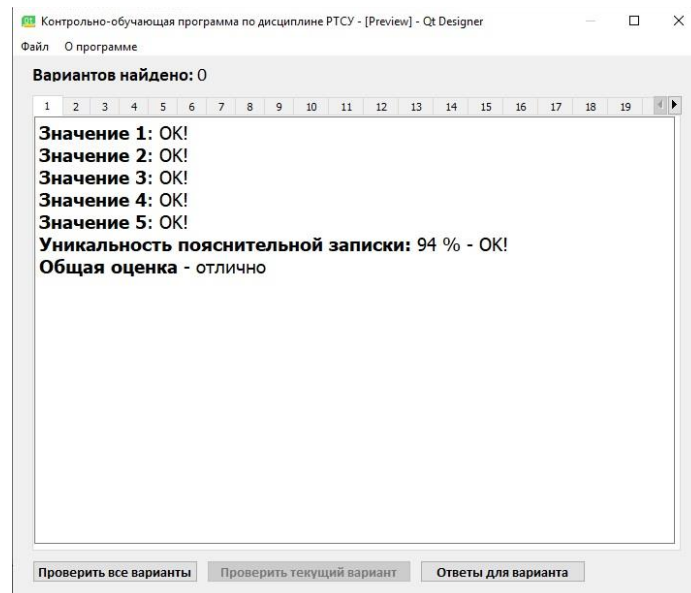 Контрольно-обучающая программа по дисциплине РТСУ - [Preview] - Qt Designer
Файл О программе
Вариантов найдено: 0
1 2 3 4 5 6 7 8 9 10 11 12 13 14 15 16 17 18 19
Значение 1: OK!
Значение 2: OK!
Значение 3: OK!
Значение 4: OK!
Значение 5: OK!
Уникальность пояснительной записки: 94 % - OK!
Общая оценка - отлично
Проверить все варианты Проверить текущий вариант Ответы для варианта